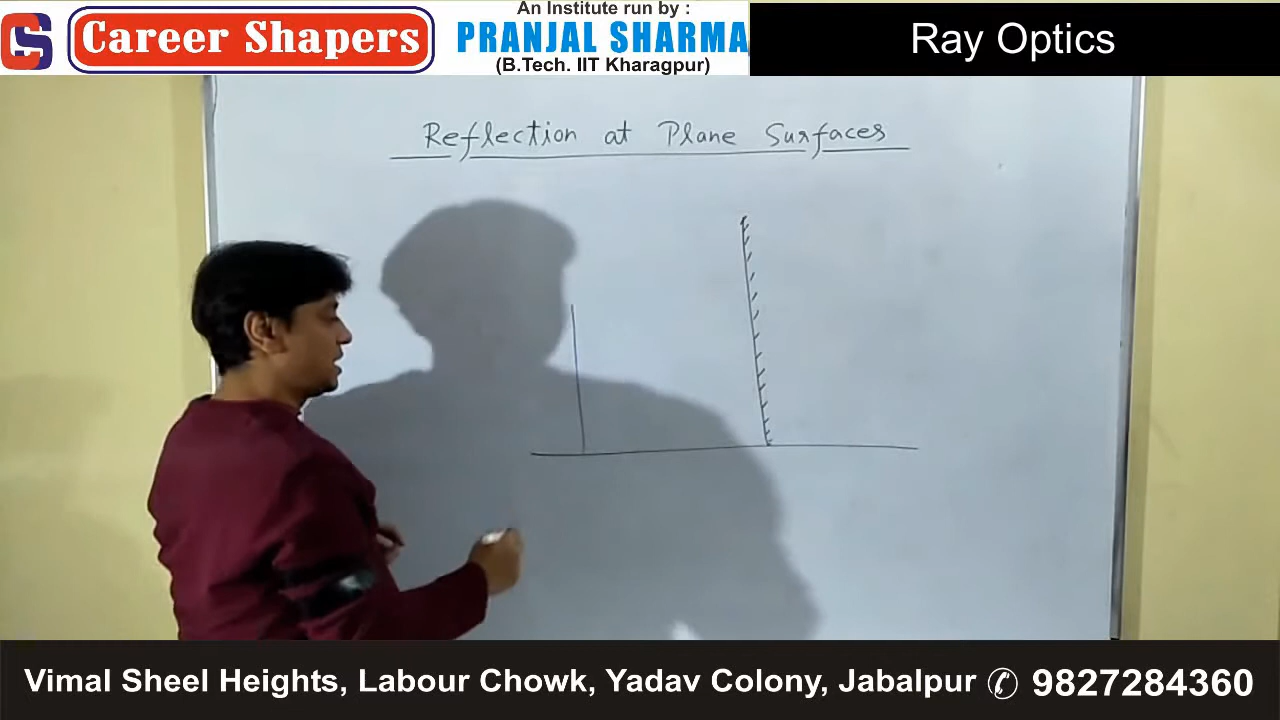 An Institute run by :
CS Career Shapers
PRANJAL SHARMA
(B.Tech. IIT Kharagpur)
Ray Optics
Reflection at Plane Surfaces
Vimal Sheel Heights, Labour Chowk, Yadav Colony, Jabalpur ✆ 9827284360